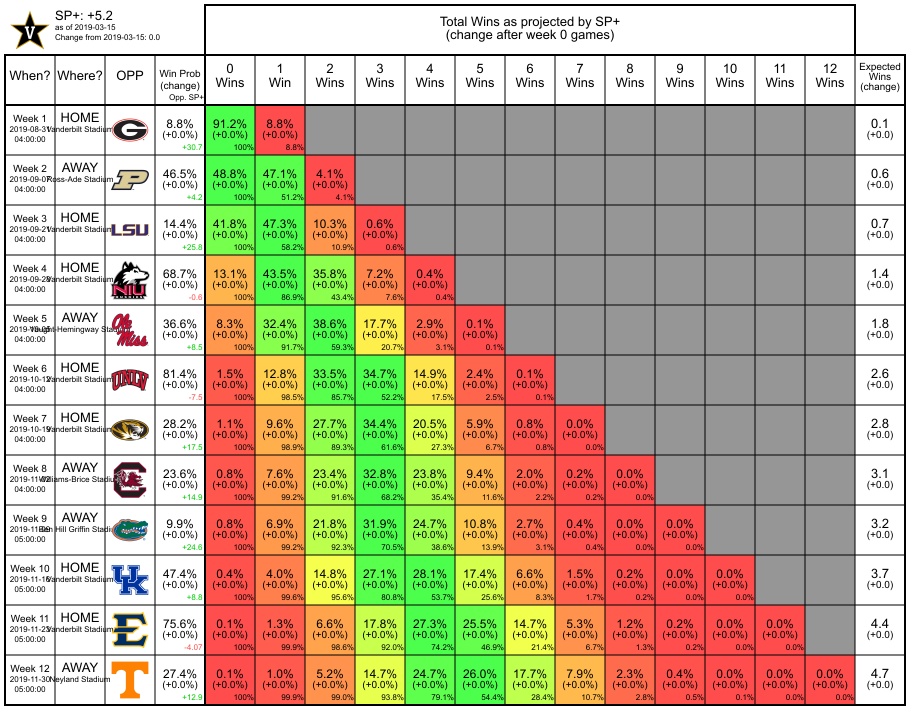 SP+: +5.2
as of 2019-03-15
Change from 2019-03-15: 0.0
Total Wins as projected by SP+
(change after week 0 games)
When? Where? OPP Win Prob (change) Opp. SP+ 0 Wins 1 Win 2 Wins 3 Wins 4 Wins 5 Wins 6 Wins 7 Wins 8 Wins 9 Wins 10 Wins 11 Wins 12 Wins Expected Wins (change)
Week 1 HOME G
8.8% 91.2% 8.8% 0.1
2019-08-31 Vanderbilt Stadium (+0.0%) (+0.0%) (+0.0%) (+0.0)
04:00:00 +30.7 100% 8.8%
Week 2 AWAY P
46.5% 48.8% 47.1% 4.1% 0.6
2019-09-07 Ross-Ade Stadium (+0.0%) (+0.0%) (+0.0%) (+0.0%) (+0.0)
04:00:00 +4.2 100% 51.2% 4.1%
Week 3 HOME LSU
14.4% 41.8% 47.3% 10.3% 0.6% 0.7
2019-09-21 Vanderbilt Stadium (+0.0%) (+0.0%) (+0.0%) (+0.0%) (+0.0%) (+0.0)
04:00:00 +25.8 100% 58.2% 10.9% 0.6%
Week 4 HOME NIU
68.7% 13.1% 43.5% 35.8% 7.2% 0.4% 1.4
2019-09-28 Vanderbilt Stadium (+0.0%) (+0.0%) (+0.0%) (+0.0%) (+0.0%) (+0.0%) (+0.0)
04:00:00 -0.6 100% 86.9% 43.4% 7.6% 0.4%
Week 5 AWAY Ole Miss
36.6% 8.3% 32.4% 38.6% 17.7% 2.9% 0.1% 1.8
(+0.0%) (+0.0%) (+0.0%) (+0.0%) (+0.0%) (+0.0%) (+0.0%) (+0.0)
04:00:00 +8.5 100% 91.7% 59.3% 20.7% 3.1% 0.1%
Week 6 HOME UNLV
81.4% 1.5% 12.8% 33.5% 34.7% 14.9% 2.4% 0.1% 2.6
2019-10-12 Vanderbilt Stadium (+0.0%) (+0.0%) (+0.0%) (+0.0%) (+0.0%) (+0.0%) (+0.0%) (+0.0%) (+0.0)
04:00:00 -7.5 100% 98.5% 85.7% 52.2% 17.5% 2.5% 0.1%
Week 7 HOME
28.2% 1.1% 9.6% 27.7% 34.4% 20.5% 5.9% 0.8% 0.0% 2.8
2019-10-19 Vanderbilt Stadium (+0.0%) (+0.0%) (+0.0%) (+0.0%) (+0.0%) (+0.0%) (+0.0%) (+0.0%) (+0.0%) (+0.0)
04:00:00 +17.5 100% 98.9% 89.3% 61.6% 27.3% 6.7% 0.8% 0.0%
Week 8 AWAY C
23.6% 0.8% 7.6% 23.4% 32.8% 23.8% 9.4% 2.0% 0.2% 0.0% 3.1
(+0.0%) (+0.0%) (+0.0%) (+0.0%) (+0.0%) (+0.0%) (+0.0%) (+0.0%) (+0.0%) (+0.0%) (+0.0)
04:00:00 +14.9 100% 99.2% 91.6% 68.2% 35.4% 11.6% 2.2% 0.2% 0.0%
Week 9 AWAY
9.9% 0.8% 6.9% 21.8% 31.9% 24.7% 10.8% 2.7% 0.4% 0.0% 0.0% 3.2
Hill Griffin (+0.0%) (+0.0%) (+0.0%) (+0.0%) (+0.0%) (+0.0%) (+0.0%) (+0.0%) (+0.0%) (+0.0%) (+0.0%) (+0.0)
05:00:00 +24.6 100% 99.2% 92.3% 70.5% 38.6% 13.9% 3.1% 0.4% 0.0% 0.0%
Week 10 HOME UK
47.4% 0.4% 4.0% 14.8% 27.1% 28.1% 17.4% 6.6% 1.5% 0.2% 0.0% 0.0% 3.7
2019-11-16 Vanderbilt Stadium (+0.0%) (+0.0%) (+0.0%) (+0.0%) (+0.0%) (+0.0%) (+0.0%) (+0.0%) (+0.0%) (+0.0%) (+0.0%) (+0.0%) (+0.0)
05:00:00 +8.8 100% 99.6% 95.6% 80.8% 53.7% 25.6% 8.3% 1.7% 0.2% 0.0% 0.0%
Week 11 HOME E
75.6% 0.1% 1.3% 6.6% 17.8% 27.3% 25.5% 14.7% 5.3% 1.2% 0.2% 0.0% 0.0% 4.4
2019-11-23 Vanderbilt Stadium (+0.0%) (+0.0%) (+0.0%) (+0.0%) (+0.0%) (+0.0%) (+0.0%) (+0.0%) (+0.0%) (+0.0%) (+0.0%) (+0.0%) (+0.0%) (+0.0)
05:00:00 -4.07 100% 99.9% 98.6% 92.0% 74.2% 46.9% 21.4% 6.7% 1.3% 0.2% 0.0% 0.0%
Week 12 AWAY T
27.4% 0.1% 1.0% 5.2% 14.7% 24.7% 26.0% 17.7% 7.9% 2.3% 0.4% 0.0% 0.0% 0.0% 4.7
2019-11-30 Neyland Stadium (+0.0%) (+0.0%) (+0.0%) (+0.0%) (+0.0%) (+0.0%) (+0.0%) (+0.0%) (+0.0%) (+0.0%) (+0.0%) (+0.0%) (+0.0%) (+0.0%) (+0.0)
05:00:00 +12.9 100% 99.9% 99.0% 93.8% 79.1% 54.4% 28.4% 10.7% 2.8% 0.5% 0.1% 0.0% 0.0%